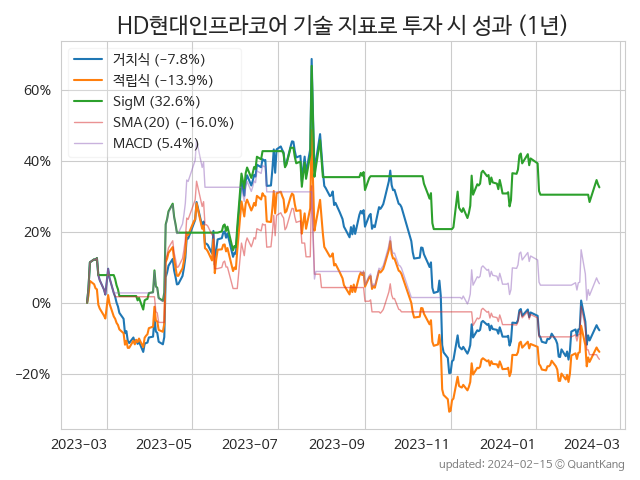 HD현대인프라코어 기술 지표로 투자 시 성과 (1년)
거치식 (-7.8%)
적립식 (-13.9%)
SigM (32.6%)
SMA(20) (-16.0%)
MACD (5.4%)
60%
40%
20%
0%
-20%
2023-03 2023-05 2023-07 2023-09 2023-11 2024-01 2024-03
updated: 2024-02-15 © QuantKang